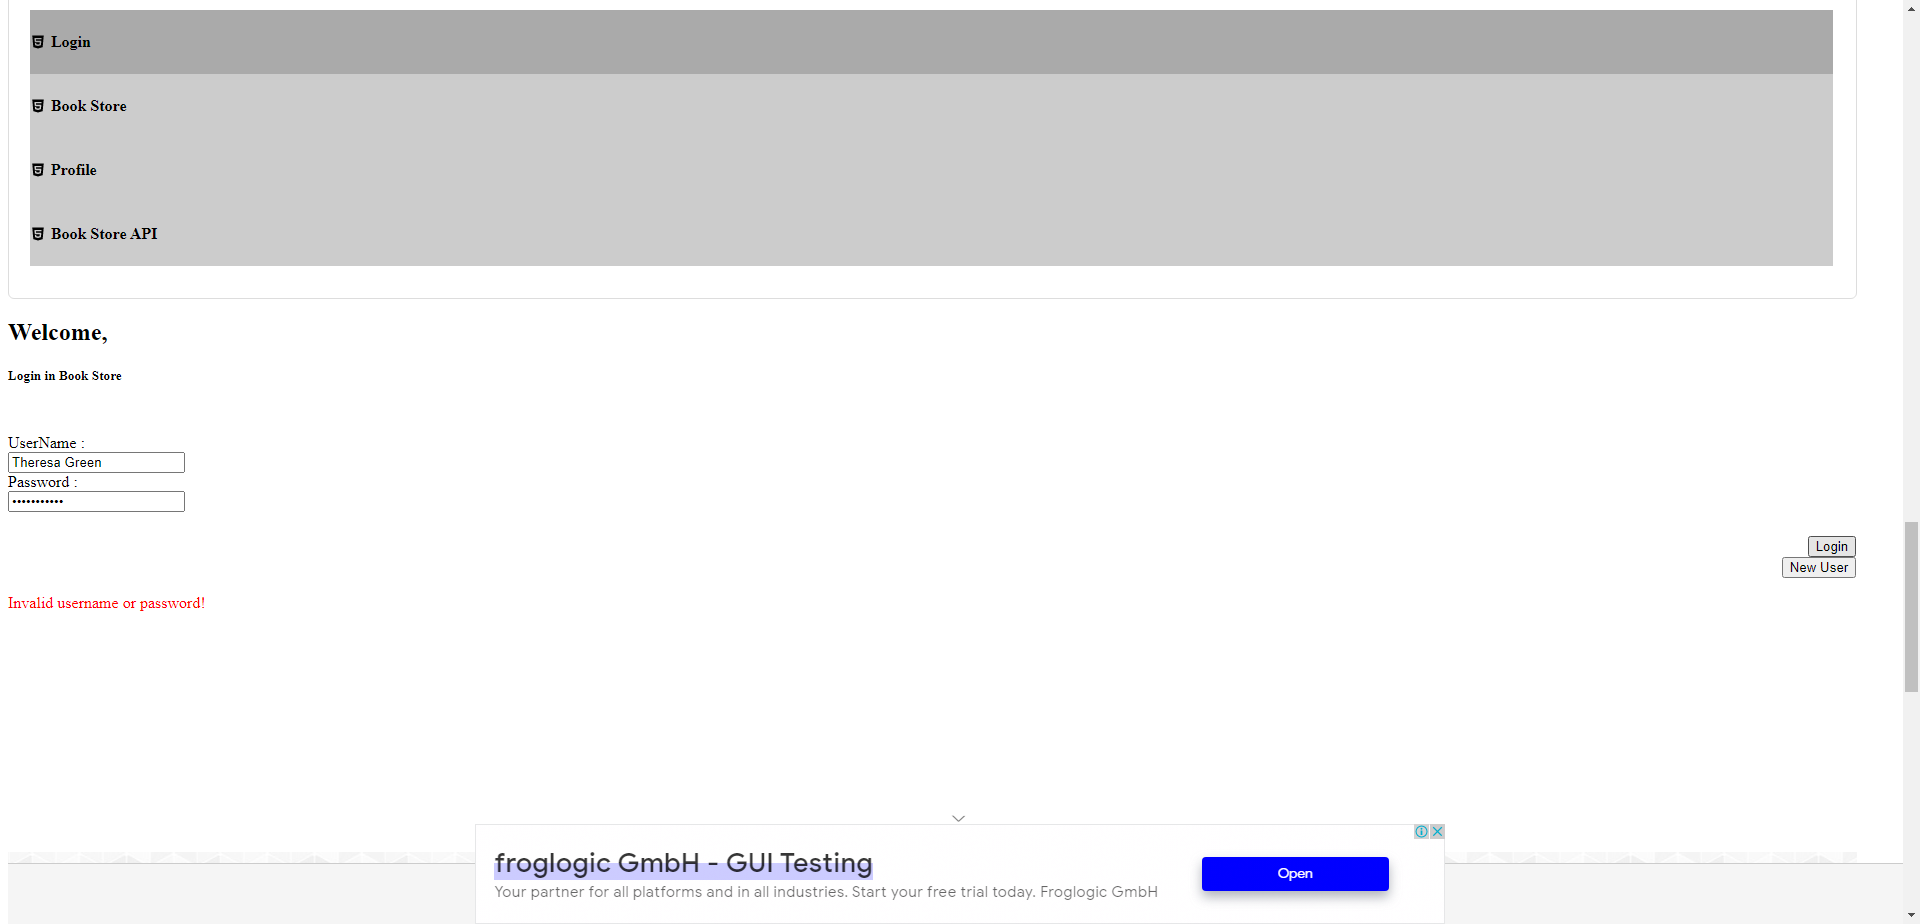 Login
Book Store
Profile
Book Store API
Welcome,
Login in Book Store
UserName :
Theresa Green
Password :
•••••••••••
Login
New User
Invalid username or password!
froglogic GmbH - GUI Testing
Your partner for all platforms and in all industries. Start your free trial today. Froglogic GmbH
Open